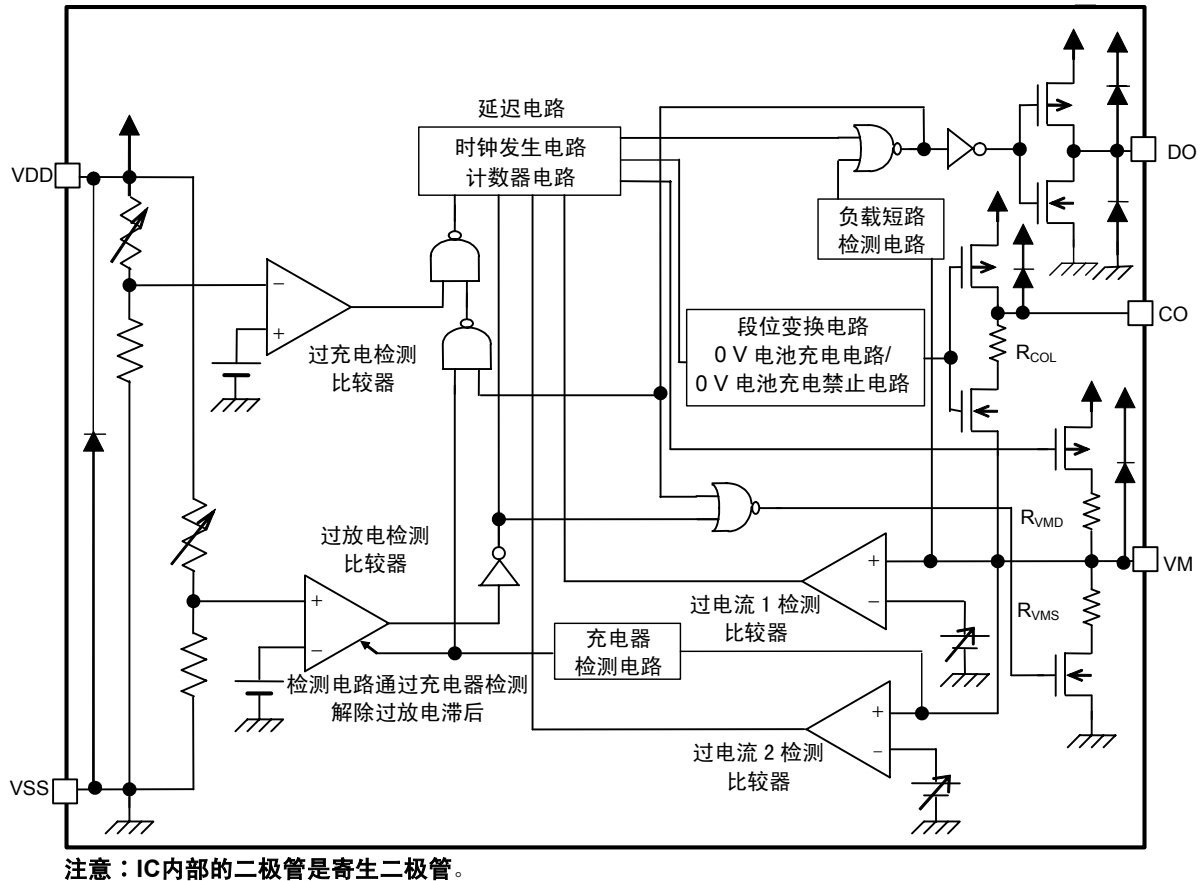 延迟电路
时钟发生电路
计数器电路
VDD
DO
负载短路
检测电路
CO
过充电检测
比较器
段位变换电路
0 V 电池充电电路/
0 V 电池充电禁止电路
RCOL
过放电检测
比较器
RVMD
VM
过电流 1 检测
比较器
RVMS
充电器
检测电路
检测电路通过充电器检测
解除过放电滞后
过电流 2 检测
比较器
VSS
注意：IC内部的二极管是寄生二极管。